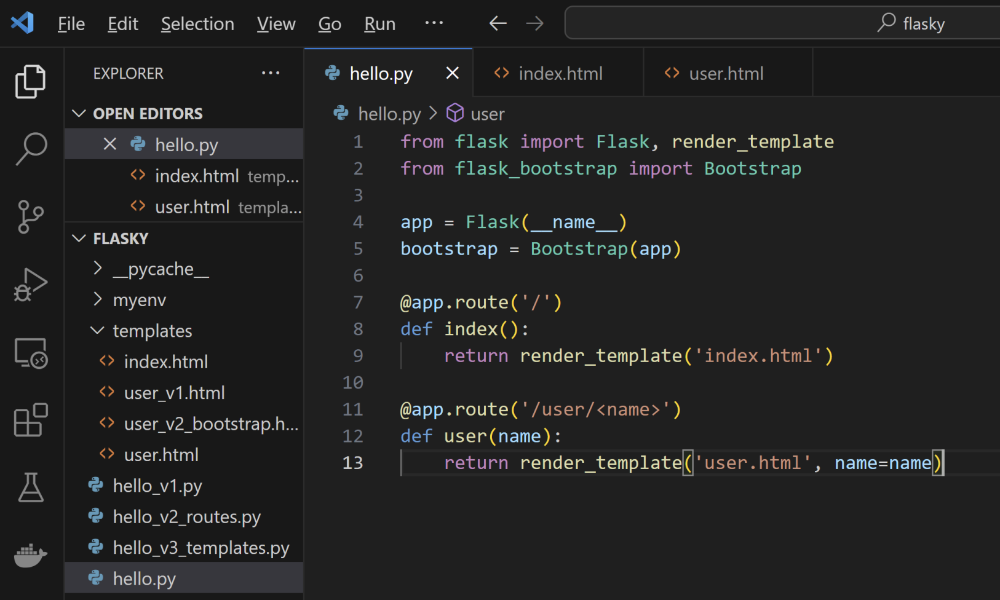 File Edit Selection View Go Run ··· ← → flasky
EXPLORER ···
OPEN EDITORS
hello.py
index.html temp...
user.html templa...
FLASKY
__pycache__
myenv
templates
index.html
user_v1.html
user_v2_bootstrap.h...
user.html
hello_v1.py
hello_v2_routes.py
hello_v3_templates.py
hello.py
hello.py index.html user.html
hello.py > user
1 from flask import Flask, render_template
2 from flask_bootstrap import Bootstrap
3
4 app = Flask(__name__)
5 bootstrap = Bootstrap(app)
6
7 @app.route('/')
8 def index():
9     return render_template('index.html')
10
11 @app.route('/user/<name>')
12 def user(name):
13     return render_template('user.html', name=name)